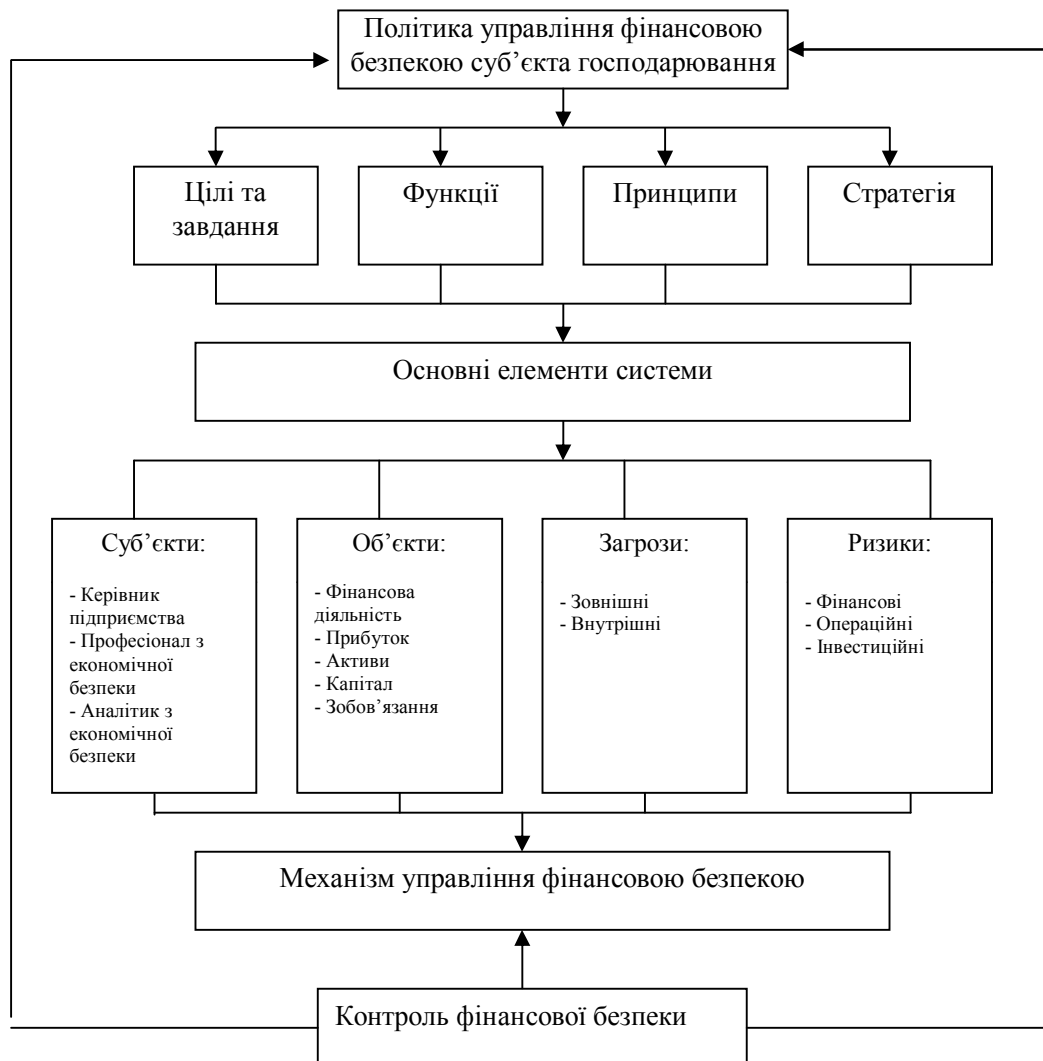 Політика управління фінансовою
безпекою суб’єкта господарювання
Цілі та
завдання
Функції
Принципи
Стратегія
Основні елементи системи
Суб’єкти:
- Керівник
підприємства
- Професіонал з
економічної
безпеки
- Аналітик з
економічної
безпеки
Об’єкти:
- Фінансова
діяльність
- Прибуток
- Активи
- Капітал
- Зобов’язання
Загрози:
- Зовнішні
- Внутрішні
Ризики:
- Фінансові
- Операційні
- Інвестиційні
Механізм управління фінансовою безпекою
Контроль фінансової безпеки